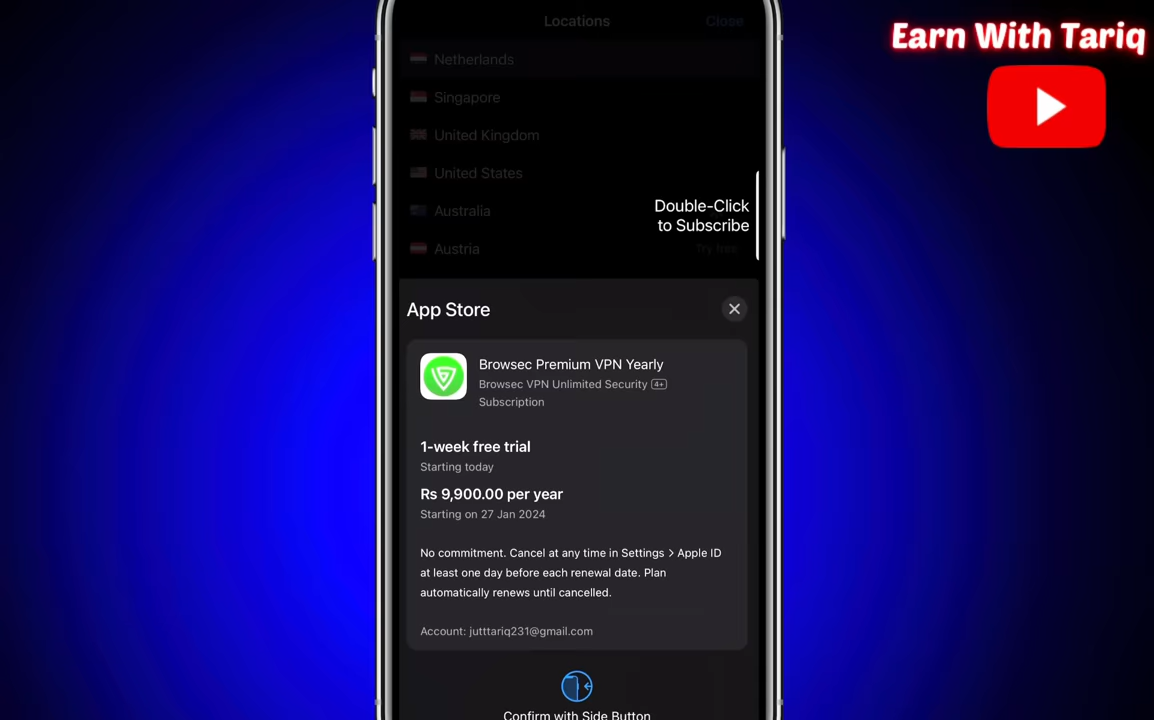 Locations Close
Earn With Tariq
Netherlands
Singapore
United Kingdom
United States
Australia
Austria Try free
Double-Click
to Subscribe
App Store
Browsec Premium VPN Yearly
Browsec VPN Unlimited Security 4+
Subscription
1-week free trial
Starting today
Rs 9,900.00 per year
Starting on 27 Jan 2024
No commitment. Cancel at any time in Settings > Apple ID
at least one day before each renewal date. Plan
automatically renews until cancelled.
Account: jutttariq231@gmail.com
Confirm with Side Button